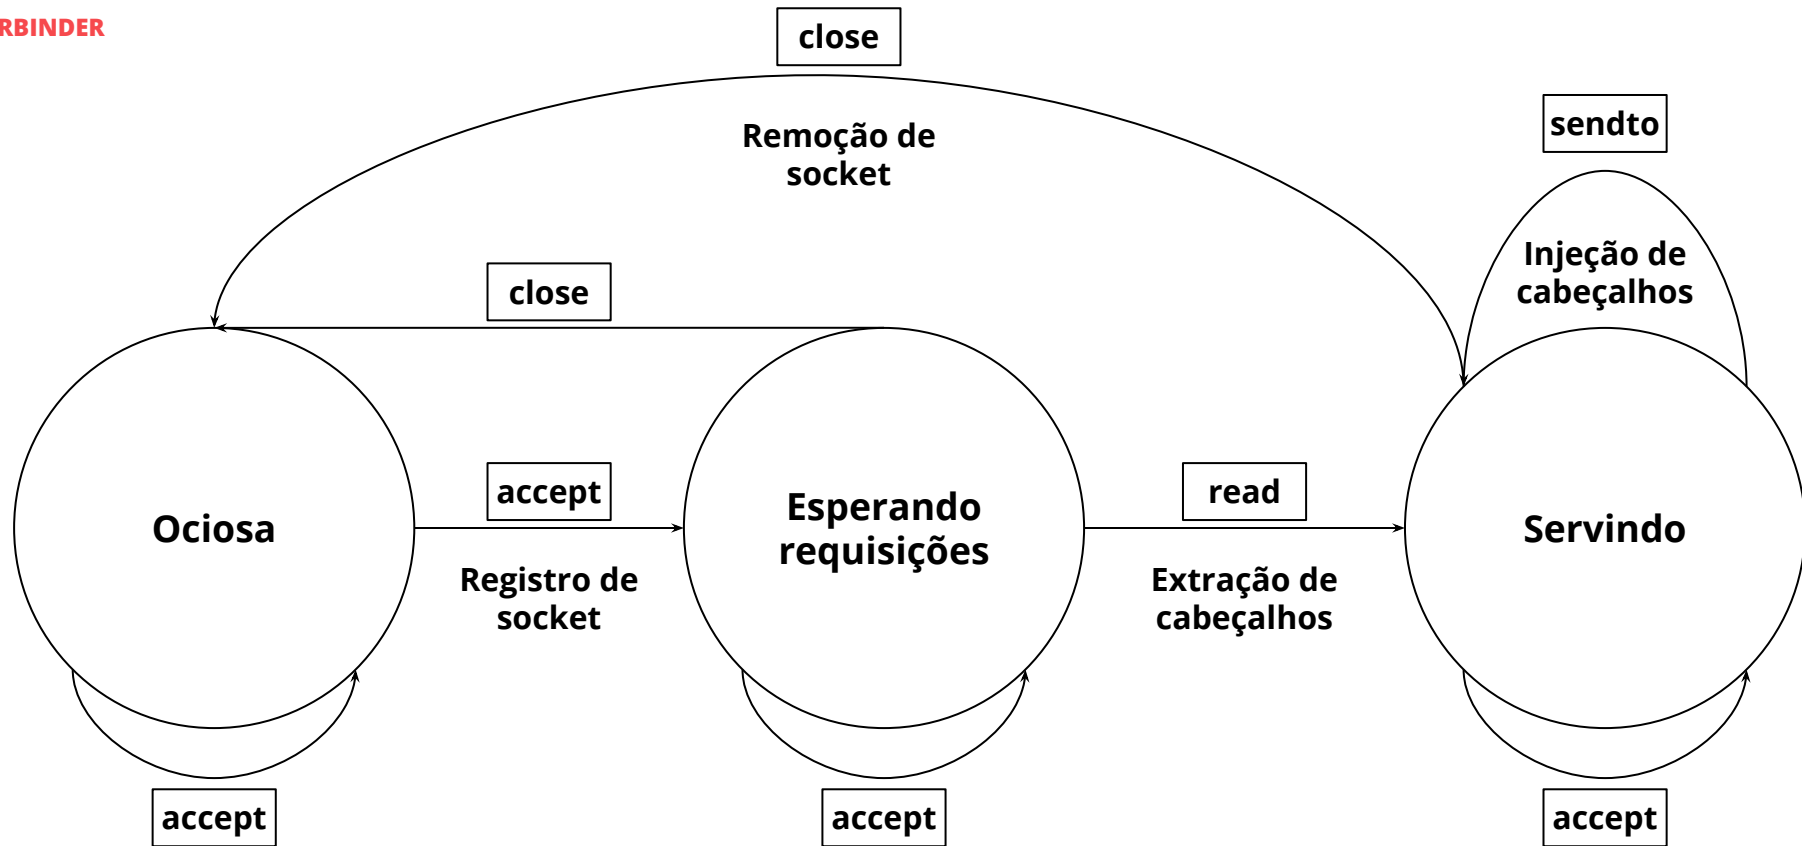 RBINDER
close
sendto
Remoção de
socket
Injeção de
cabeçalhos
close
accept
read
Ociosa
Esperando
requisições
Servindo
Registro de
socket
Extração de
cabeçalhos
accept
accept
accept